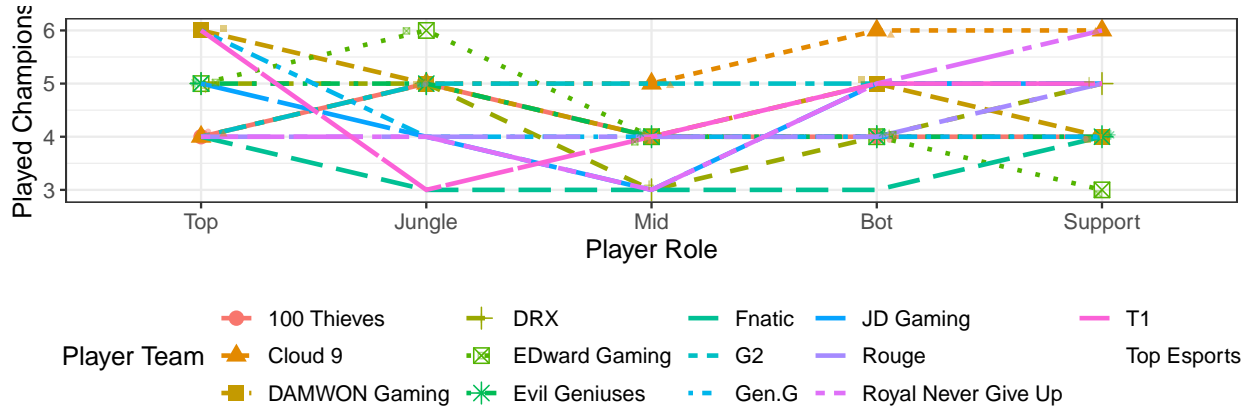 Played Champions
6
5
4
3
Top Jungle Mid Bot Support
Player Role
Player Team
100 Thieves DRX Fnatic JD Gaming T1
Cloud 9 EDward Gaming G2 Rouge Top Esports
DAMWON Gaming Evil Geniuses Gen.G Royal Never Give Up